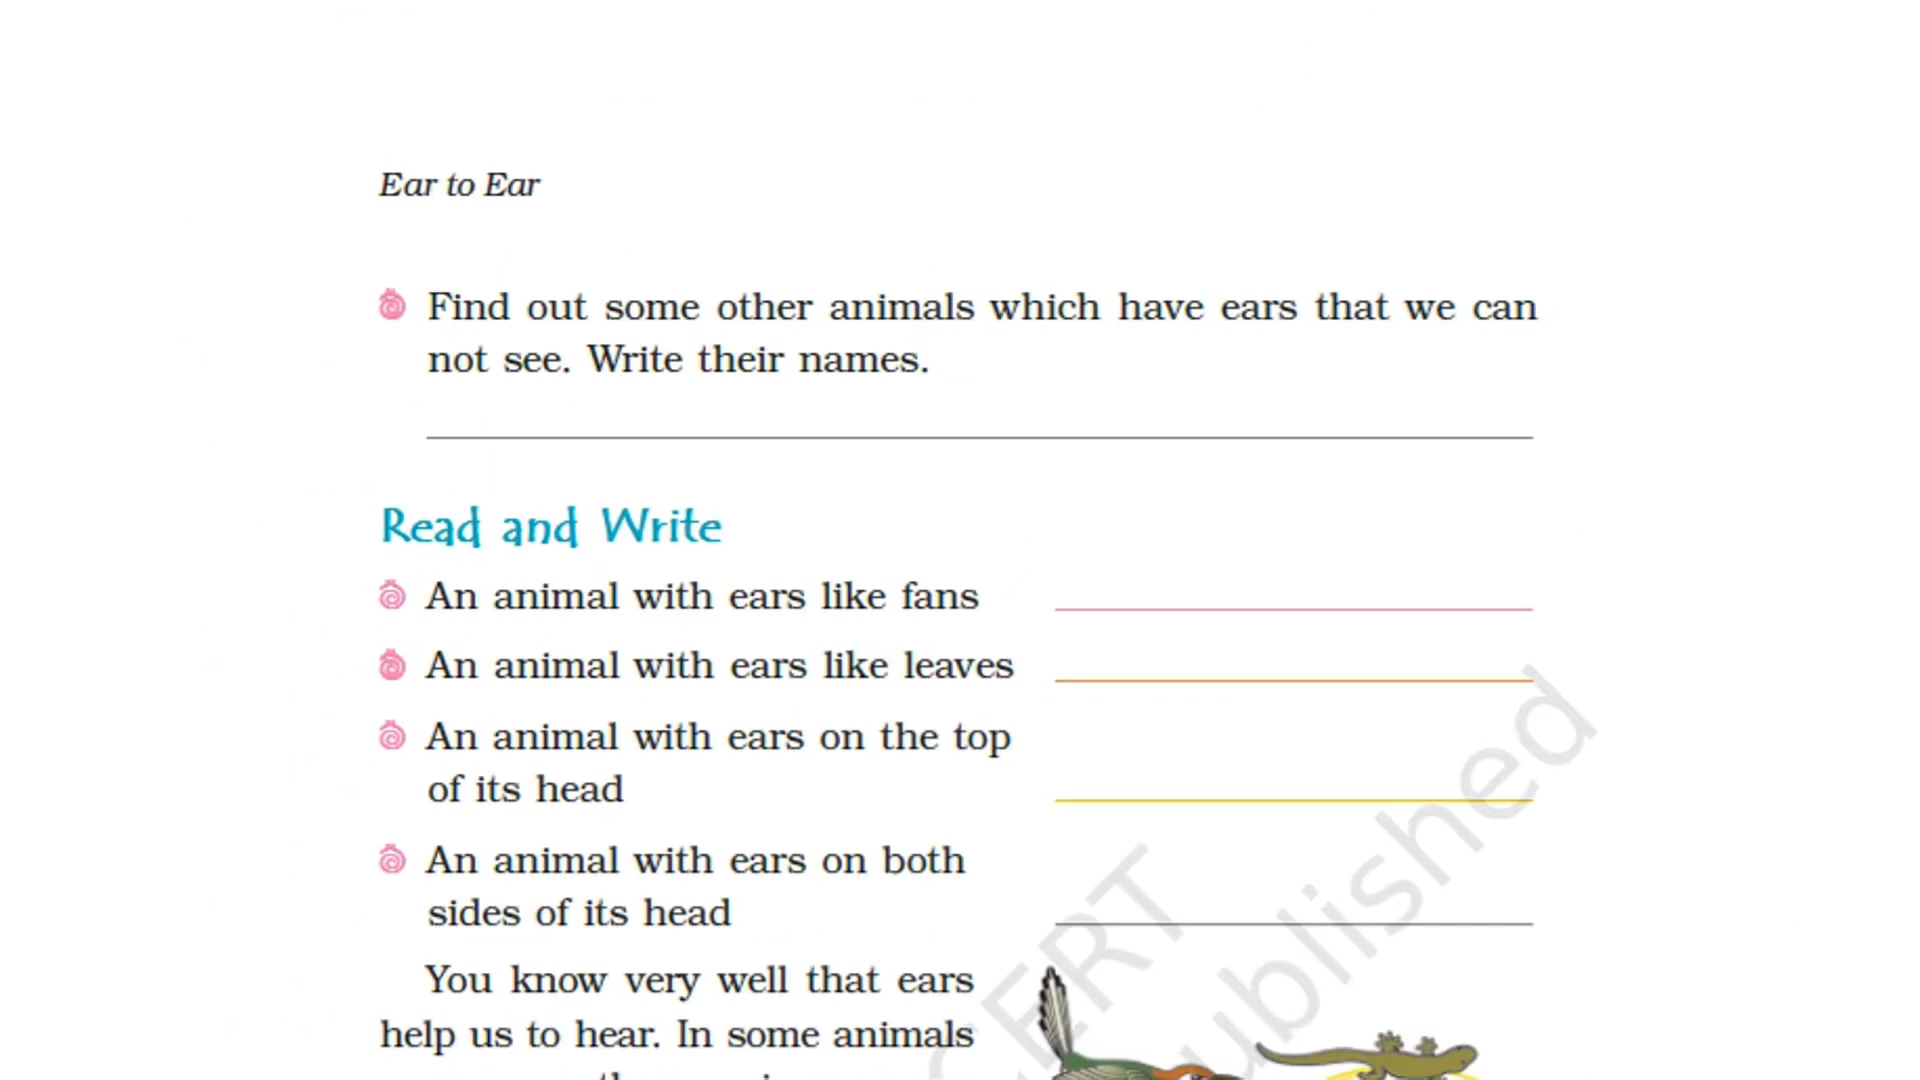 Ear to Ear
Find out some other animals which have ears that we can
not see. Write their names.
Read and Write
An animal with ears like fans
An animal with ears like leaves
An animal with ears on the top
of its head
An animal with ears on both
sides of its head
You know very well that ears
help us to hear. In some animals